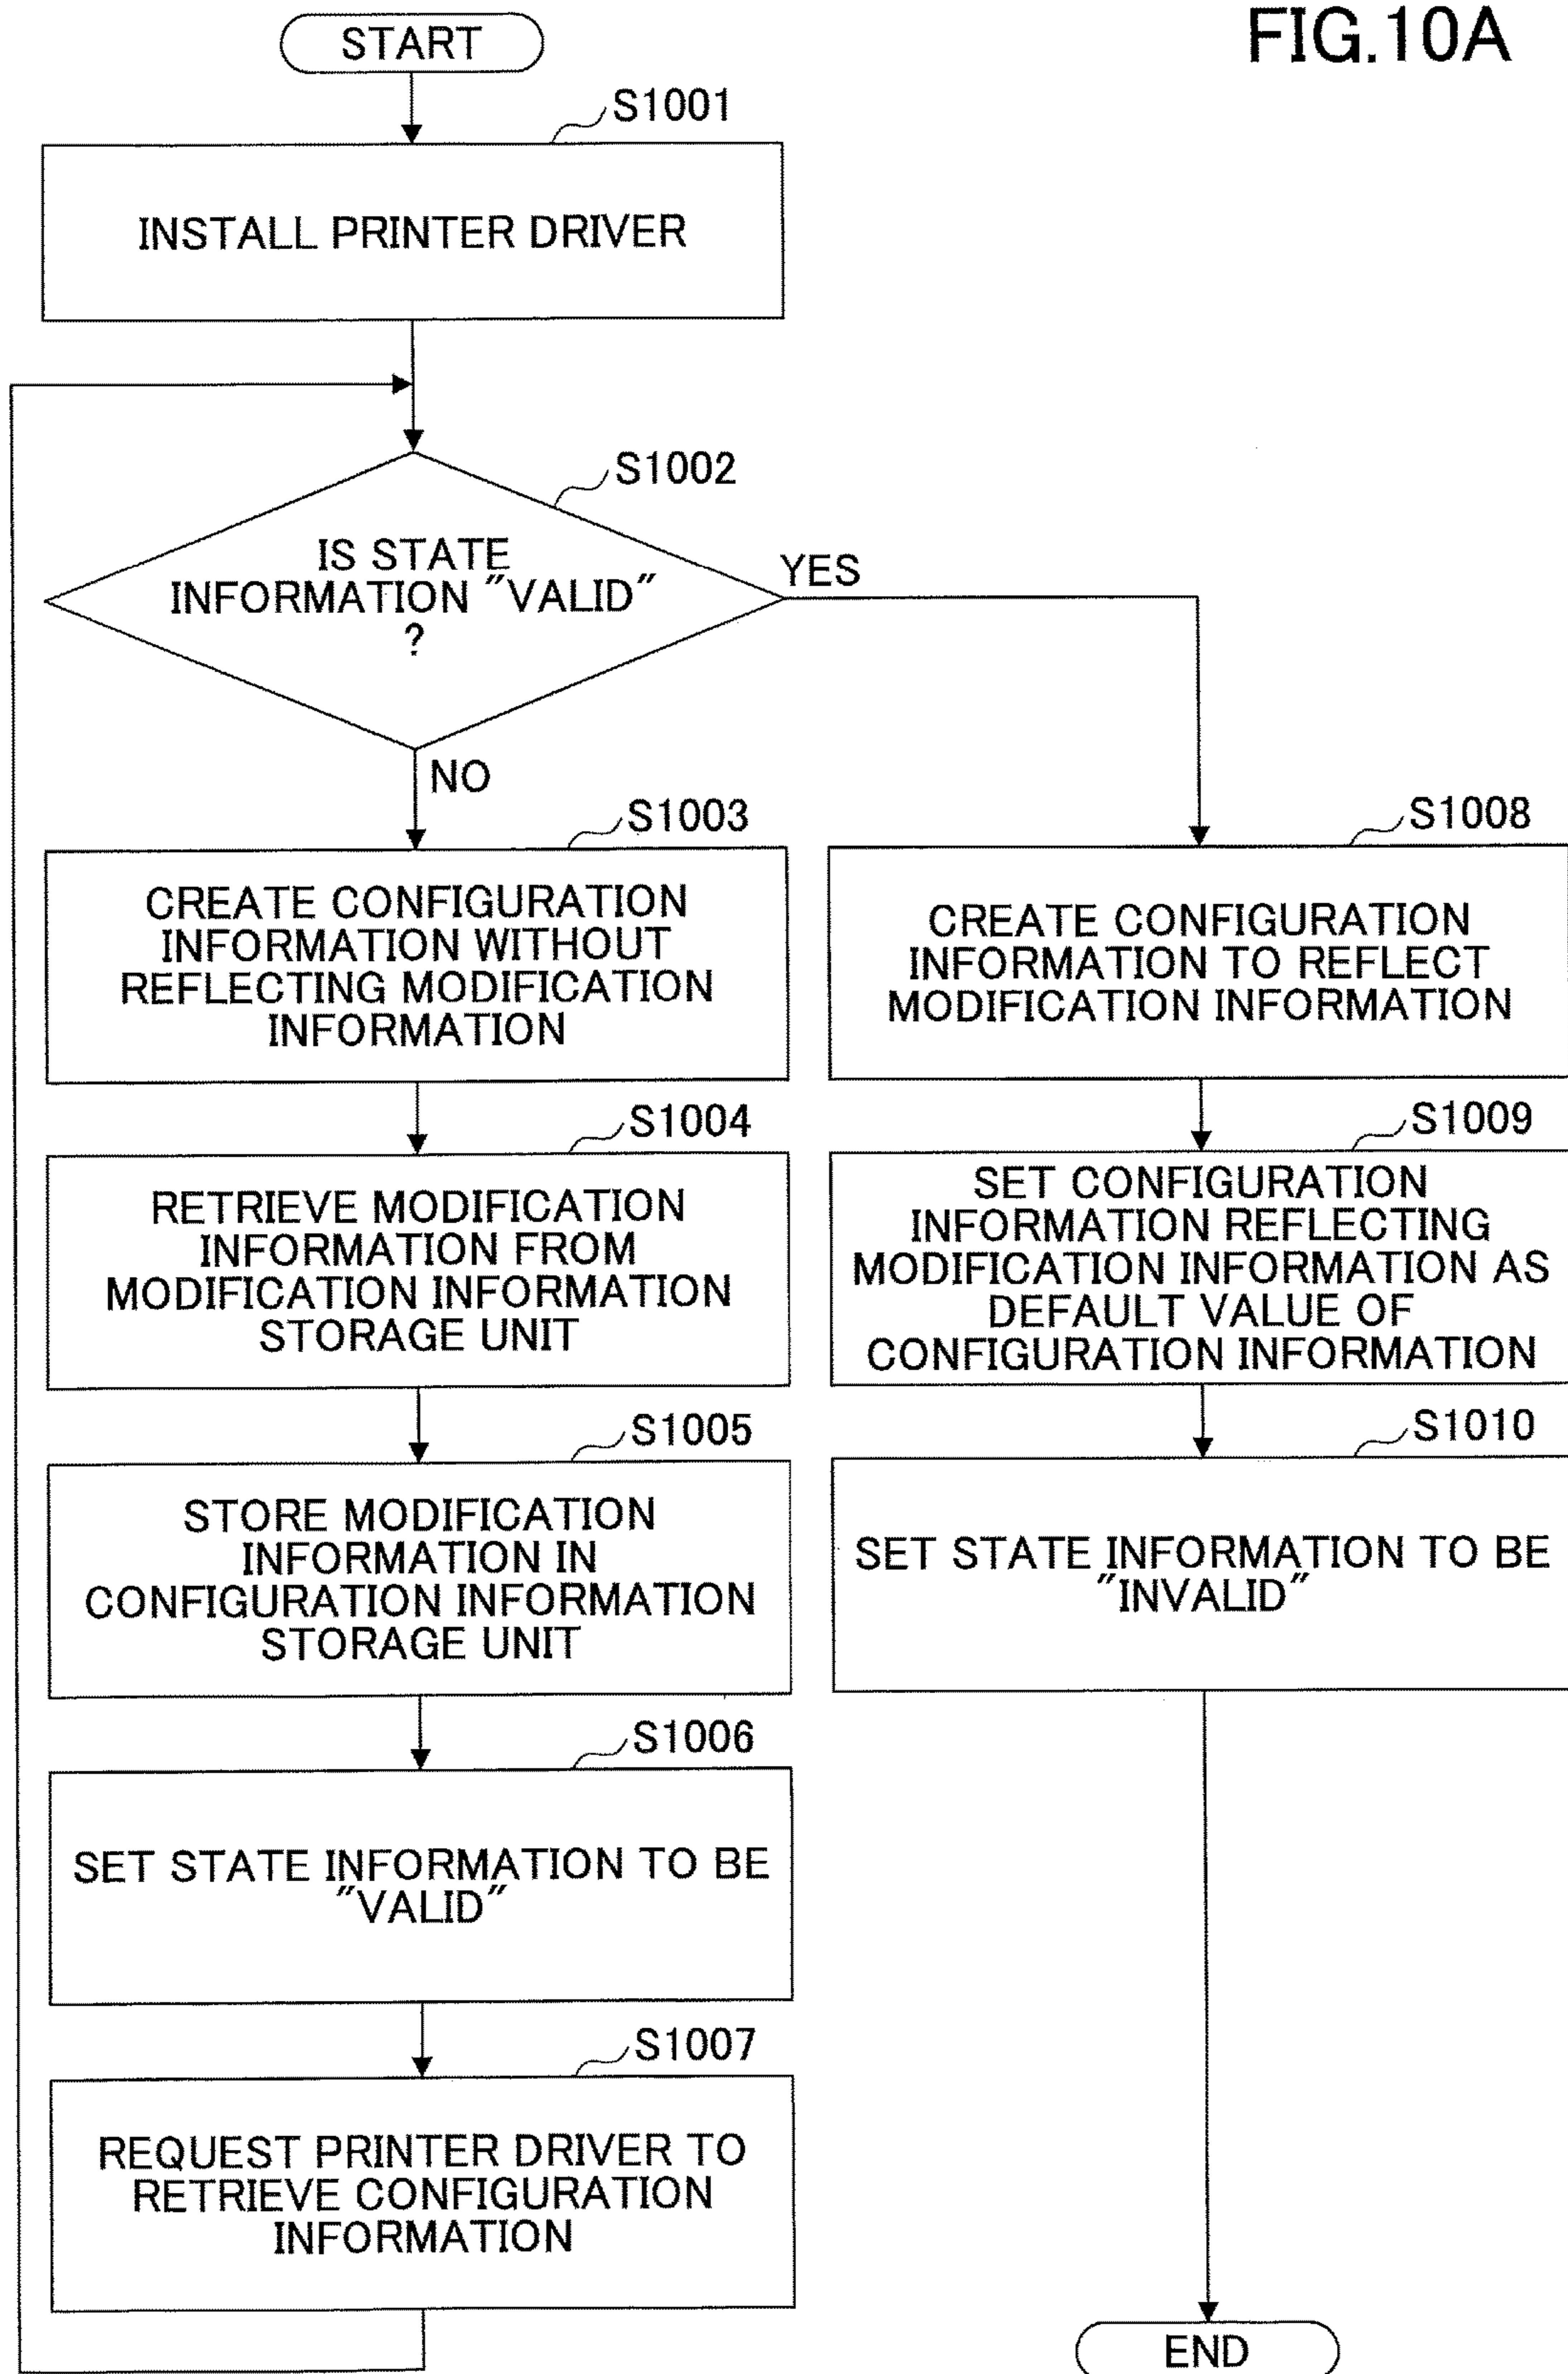 FIG.10A
START
S1001
INSTALL PRINTER DRIVER
S1002
IS STATE
INFORMATION "VALID"
?
YES
NO
S1003
CREATE CONFIGURATION
INFORMATION WITHOUT
REFLECTING MODIFICATION
INFORMATION
S1004
RETRIEVE MODIFICATION
INFORMATION FROM
MODIFICATION INFORMATION
STORAGE UNIT
S1005
STORE MODIFICATION
INFORMATION IN
CONFIGURATION INFORMATION
STORAGE UNIT
S1006
SET STATE INFORMATION TO BE
"VALID"
S1007
REQUEST PRINTER DRIVER TO
RETRIEVE CONFIGURATION
INFORMATION
S1008
CREATE CONFIGURATION
INFORMATION TO REFLECT
MODIFICATION INFORMATION
S1009
SET CONFIGURATION
INFORMATION REFLECTING
MODIFICATION INFORMATION AS
DEFAULT VALUE OF
CONFIGURATION INFORMATION
S1010
SET STATE INFORMATION TO BE
"INVALID"
END